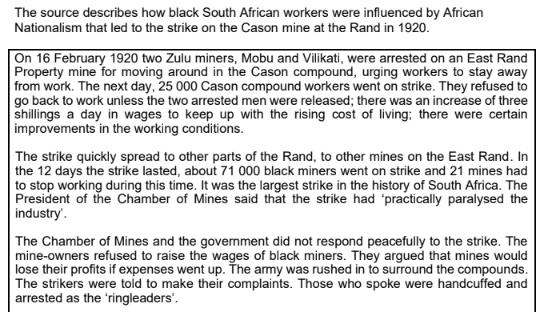 The source describes how black South African workers were influenced by African
Nationalism that led to the strike on the Cason mine at the Rand in 1920.
On 16 February 1920 two Zulu miners, Mobu and Vilikati, were arrested on an East Rand
Property mine for moving around in the Cason compound, urging workers to stay away
from work. The next day, 25 000 Cason compound workers went on strike. They refused to
go back to work unless the two arrested men were released; there was an increase of three
shillings a day in wages to keep up with the rising cost of living; there were certain
improvements in the working conditions.
The strike quickly spread to other parts of the Rand, to other mines on the East Rand. In
the 12 days the strike lasted, about 71 000 black miners went on strike and 21 mines had
to stop working during this time. It was the largest strike in the history of South Africa. The
President of the Chamber of Mines said that the strike had ‘practically paralysed the
industry’.
The Chamber of Mines and the government did not respond peacefully to the strike. The
mine-owners refused to raise the wages of black miners. They argued that mines would
lose their profits if expenses went up. The army was rushed in to surround the compounds.
The strikers were told to make their complaints. Those who spoke were handcuffed and
arrested as the ‘ringleaders’.